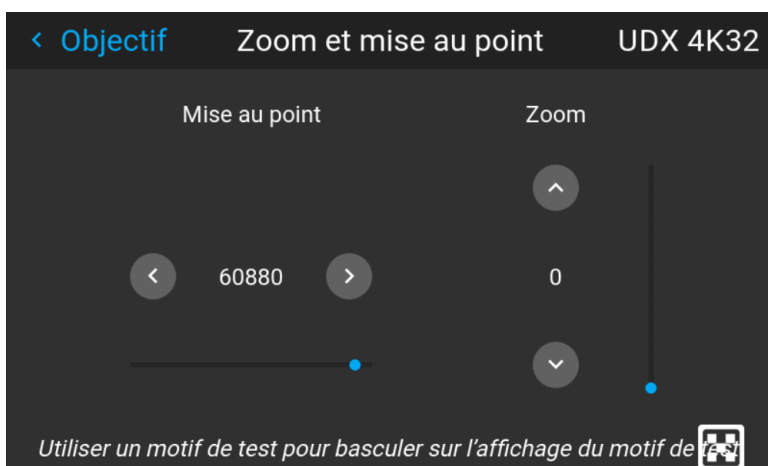 Objectif Zoom et mise au point UDX 4K32
Mise au point Zoom
60880 0
Utiliser un motif de test pour basculer sur l’affichage du motif de test